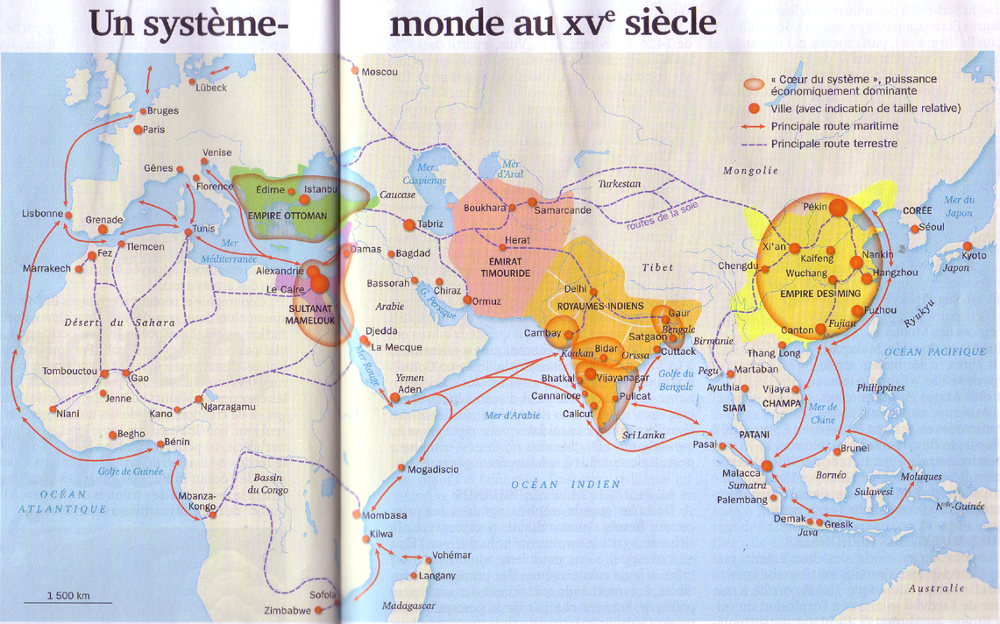 Un système- monde au XVe siècle
« Cœur du système », puissance
économiquement dominante
Ville (avec indication de taille relative)
Principale route maritime
Principale route terrestre
Moscou
Lübeck
Bruges
Paris
Venise
Gênes
Florence
Lisbonne
Grenade
Tunis
Tlemcen
Fez
Marrakech
Mer
Méditerranée
Édirne
Istanbu
EMPIRE OTTOMAN
Caucase
Mer
Caspienne
Mer
d'Aral
Turkestan
routes de la soie
Mongolie
Boukhara
Samarcande
Tabriz
Herat
ÉMIRAT
TIMOURIDE
Damas
Bagdad
Alexandrie
Le Caire
SULTANAT
MAMELOUK
Bassorah
Chiraz
G. Persique
Ormuz
Arabie
Djedda
La Mecque
Mer Rouge
Yemen
Aden
Désert du Sahara
Tombouctou
Gao
Jenne
Niani
Kano
Ngarzagamu
Begho
Bénin
Golfe de Guinée
OCÉAN
ATLANTIQUE
Mbanza-
Kongo
Bassin
du Congo
Mogadiscio
Mombasa
Kilwa
Vohémar
Langany
Madagascar
Sofola
Zimbabwe
1 500 km
Tibet
Delhi
ROYAUMES-INDIENS
Gaur
Bengale
Satgaon
Cuttack
Cambay
Konkan
Bidar
Orissa
Bhatkal
Vijayanagar
Cannanore
Calicut
Pulicat
Golfe du
Bengale
Sri Lanka
Mer d'Arabie
OCÉAN INDIEN
Pékin
Xi'an
Kaifeng
Nankin
Chengdu
Wuchang
Hangzhou
EMPIRE DES MING
Fuzhou
Fujian
Canton
CORÉE
Séoul
Mer du
Japon
Kyoto
Japon
Ryukyu
OCÉAN PACIFIQUE
Birmanie
Thang Long
Pegu
Martaban
Ayuthia
SIAM
Vijaya
CHAMPA
Mer de
Chine
Philippines
PATANI
Pasai
Malacca
Sumatra
Palembang
Brunei
Bornéo
Sulawesi
Moluques
Nelle-Guinée
Demak
Gresik
Java
Australie